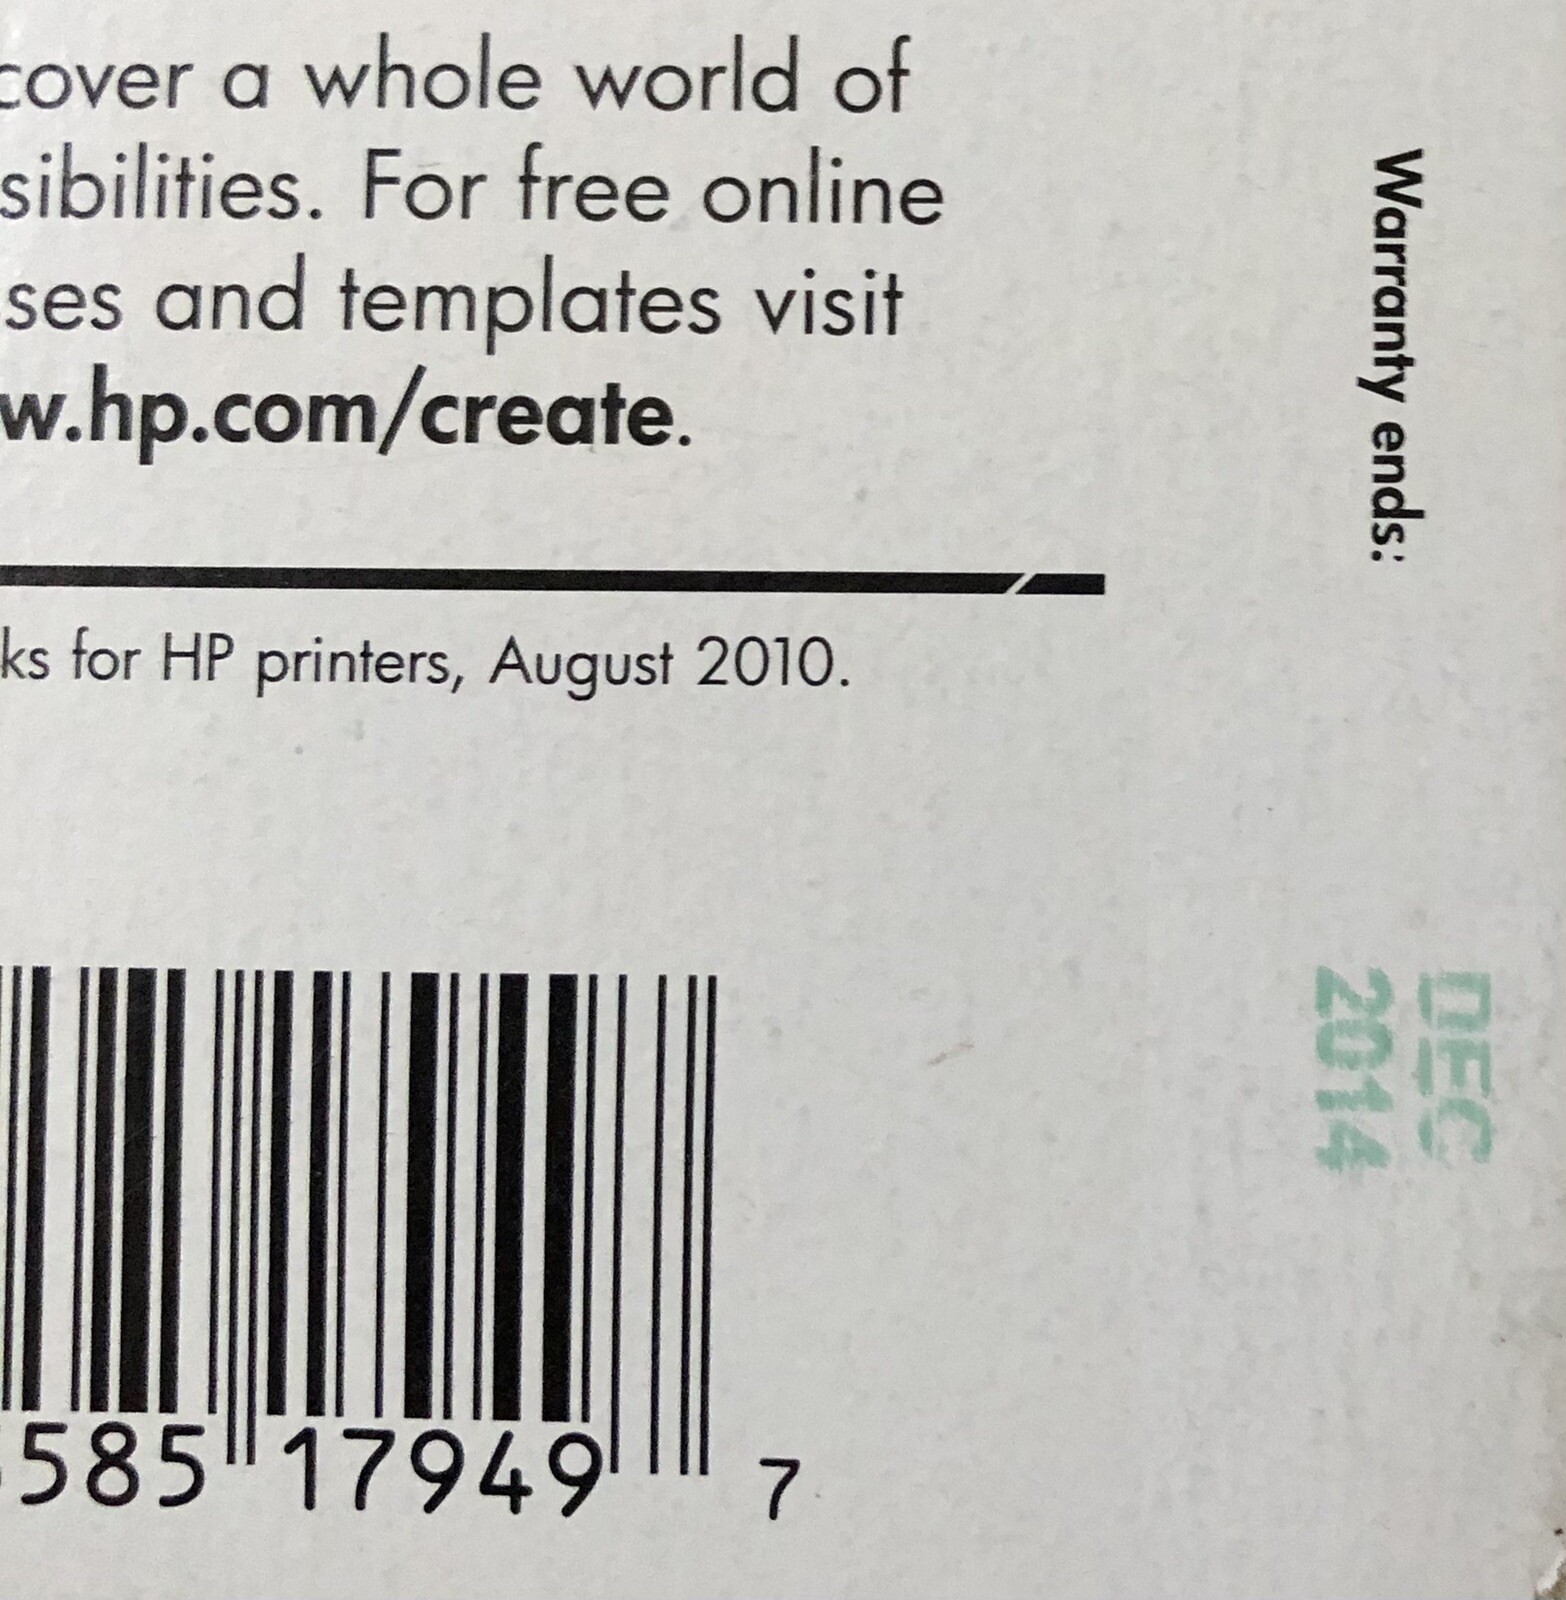 cover a whole world of
sibilities. For free online
ses and templates visit
w.hp.com/create.
ks for HP printers, August 2010.
Warranty ends:
DEC
2014
585 17949 7